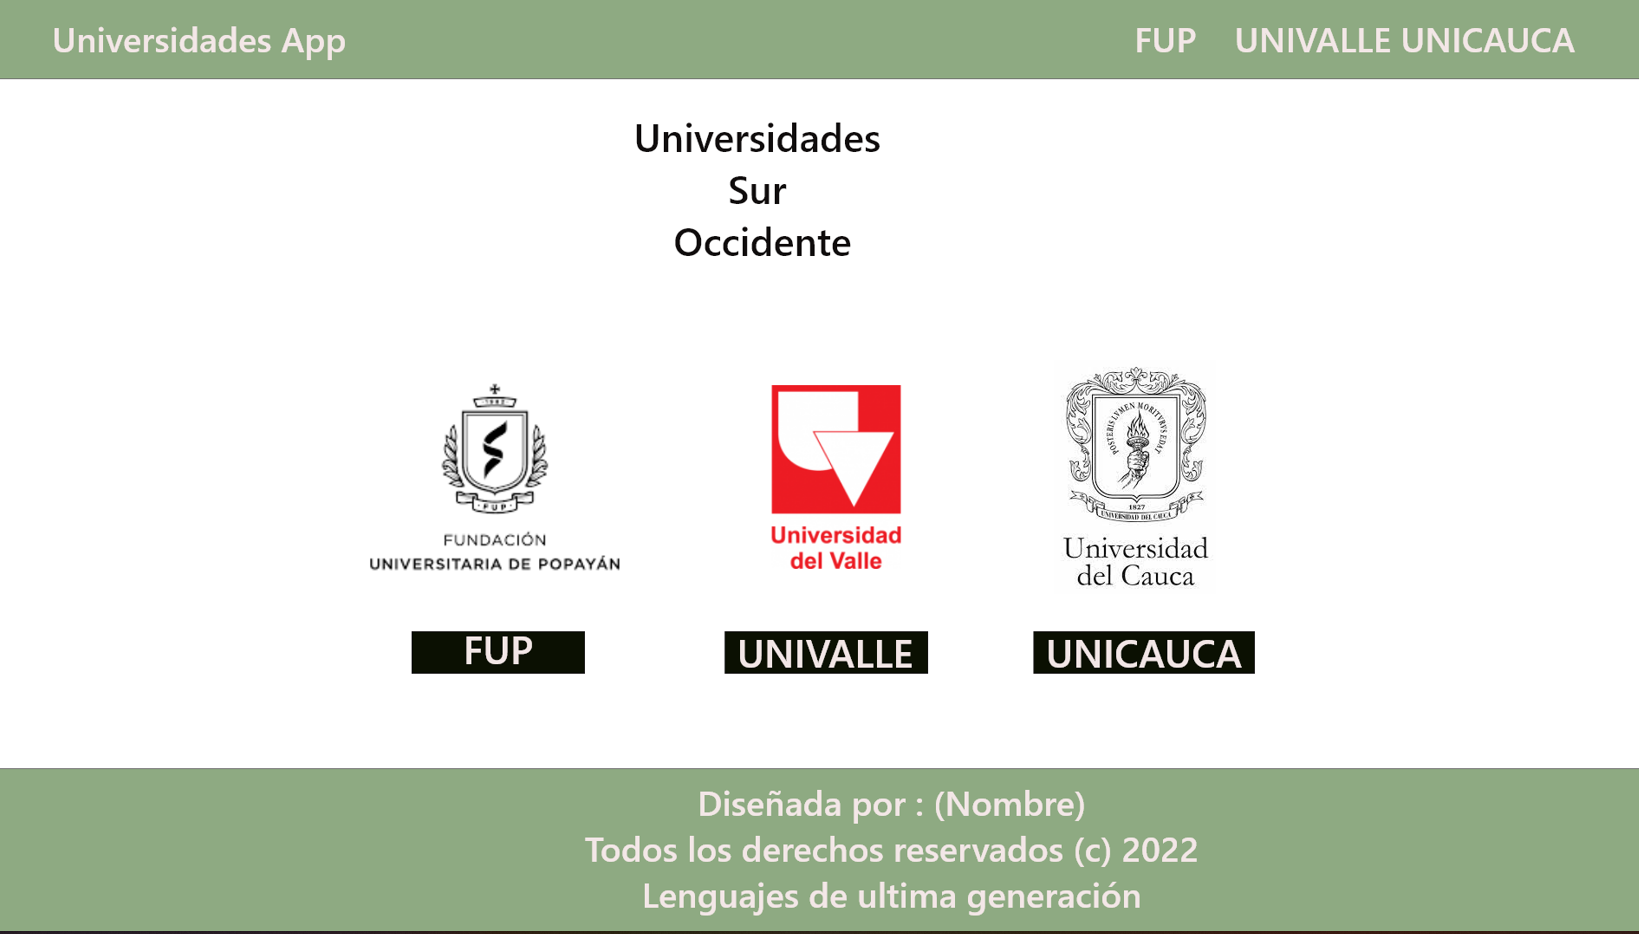 Universidades App
FUP UNIVALLE UNICAUCA
Universidades
Sur
Occidente
FUP
FUNDACIÓN
UNIVERSITARIA DE POPAYÁN
Universidad
del Valle
POSTERIS LVMEN MORITVRVS EDAT
1827
UNIVERSIDAD DEL CAUCA
Universidad
del Cauca
FUP
UNIVALLE
UNICAUCA
Diseñada por : (Nombre)
Todos los derechos reservados (c) 2022
Lenguajes de ultima generación